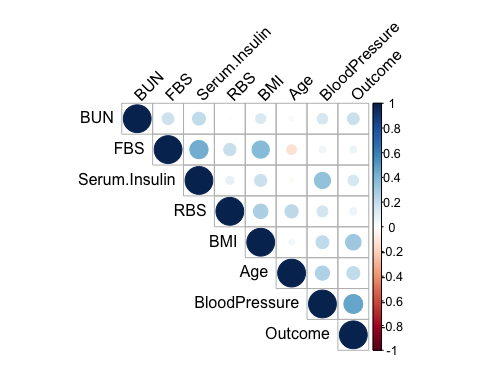 BUN
FBS
Serum.Insulin
RBS
BMI
Age
BloodPressure
Outcome
BUN
FBS
Serum.Insulin
RBS
BMI
Age
BloodPressure
Outcome
1
0.8
0.6
0.4
0.2
0
-0.2
-0.4
-0.6
-0.8
-1